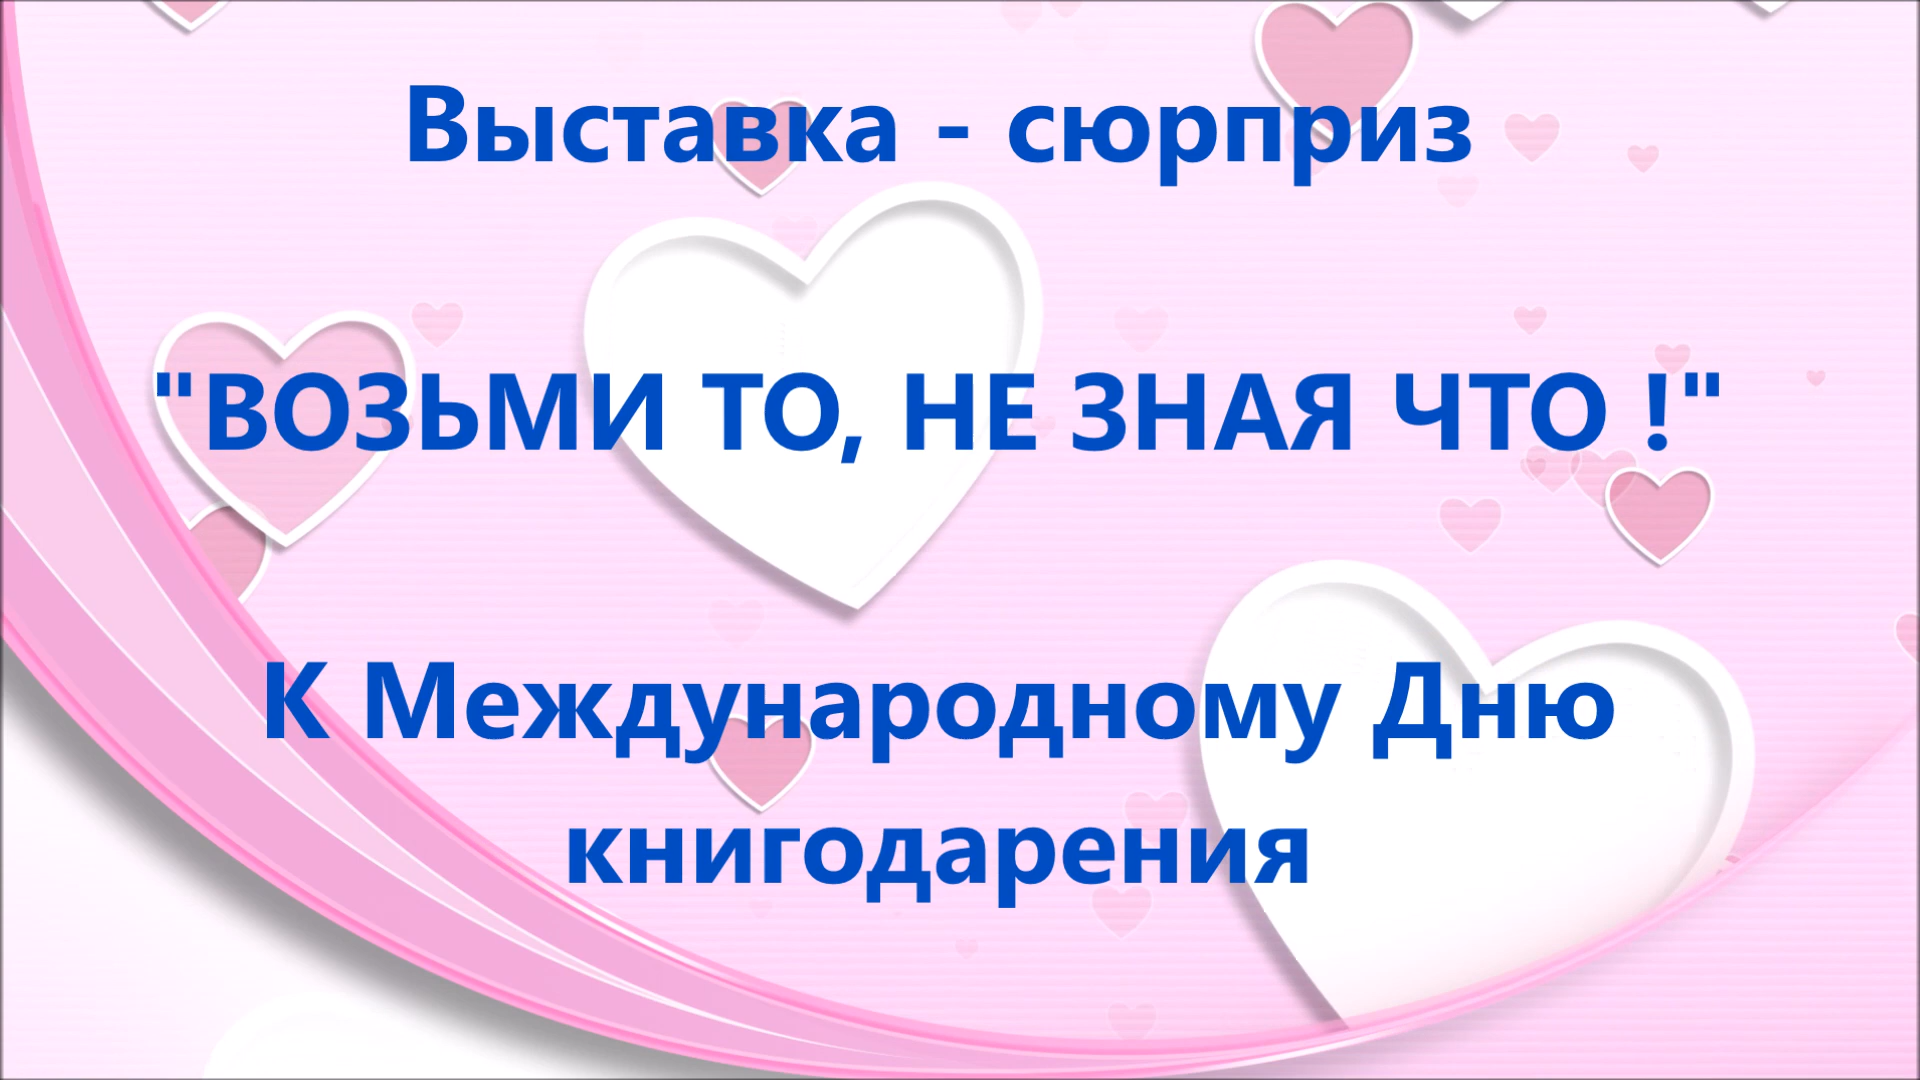 Выставка - сюрприз
"ВОЗЬМИ ТО, НЕ ЗНАЯ ЧТО !"
К Международному Дню
книгодарения